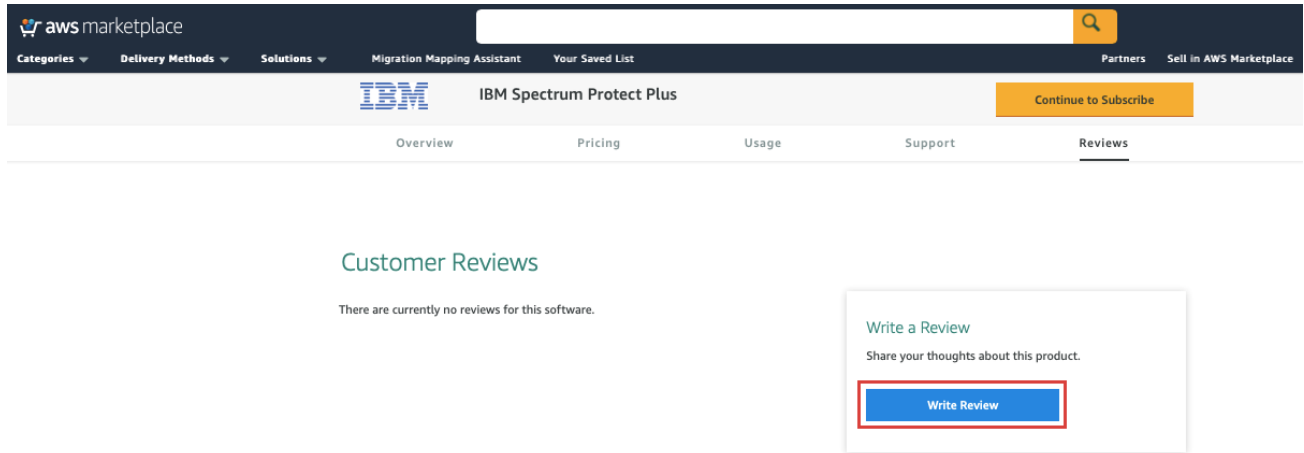 aws marketplace
Categories Delivery Methods Solutions Migration Mapping Assistant Your Saved List Partners Sell in AWS Marketplace
IBM IBM Spectrum Protect Plus Continue to Subscribe
Overview Pricing Usage Support Reviews
Customer Reviews
There are currently no reviews for this software.
Write a Review
Share your thoughts about this product.
Write Review